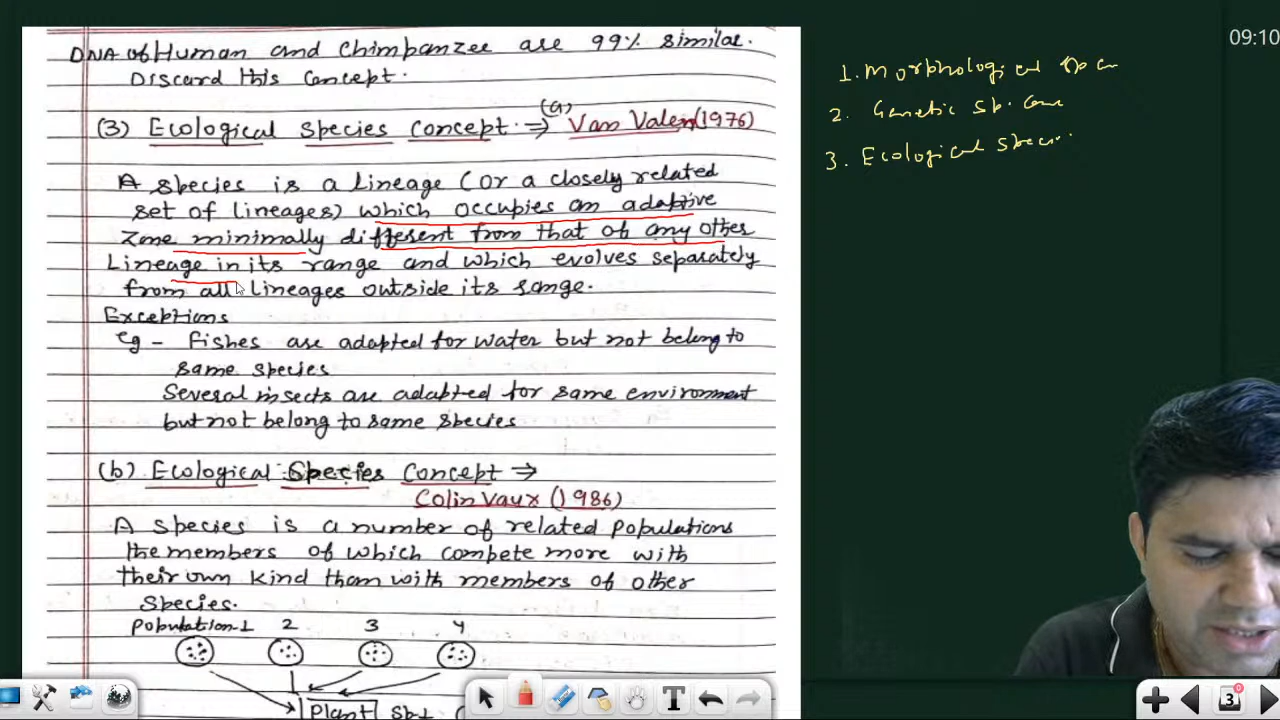 DNA of Human and Chimpanzee are 99% similar.
Discard this concept.
(3) Ecological Species Concept. ⇒ (a) Van Valen (1976)
A species is a Lineage (or a closely related
set of lineages) which occupies an adaptive
Zone minimally different from that of any other
Lineage in its range and which evolves separately
from all lineages outside its range.
Exceptions
eg - Fishes are adapted for water but not belong to
same species
Several insects are adapted for same environment
but not belong to same species
(b) Ecological Species Concept ⇒
Colin Vaux (1986)
A species is a number of related populations
the members of which compete more with
their own kind than with members of other
Species.
Population-1 2 3 4
Plant Sp-1
09:10
1. Morphological
2. Genetic Sp.
3. Ecological
T
3